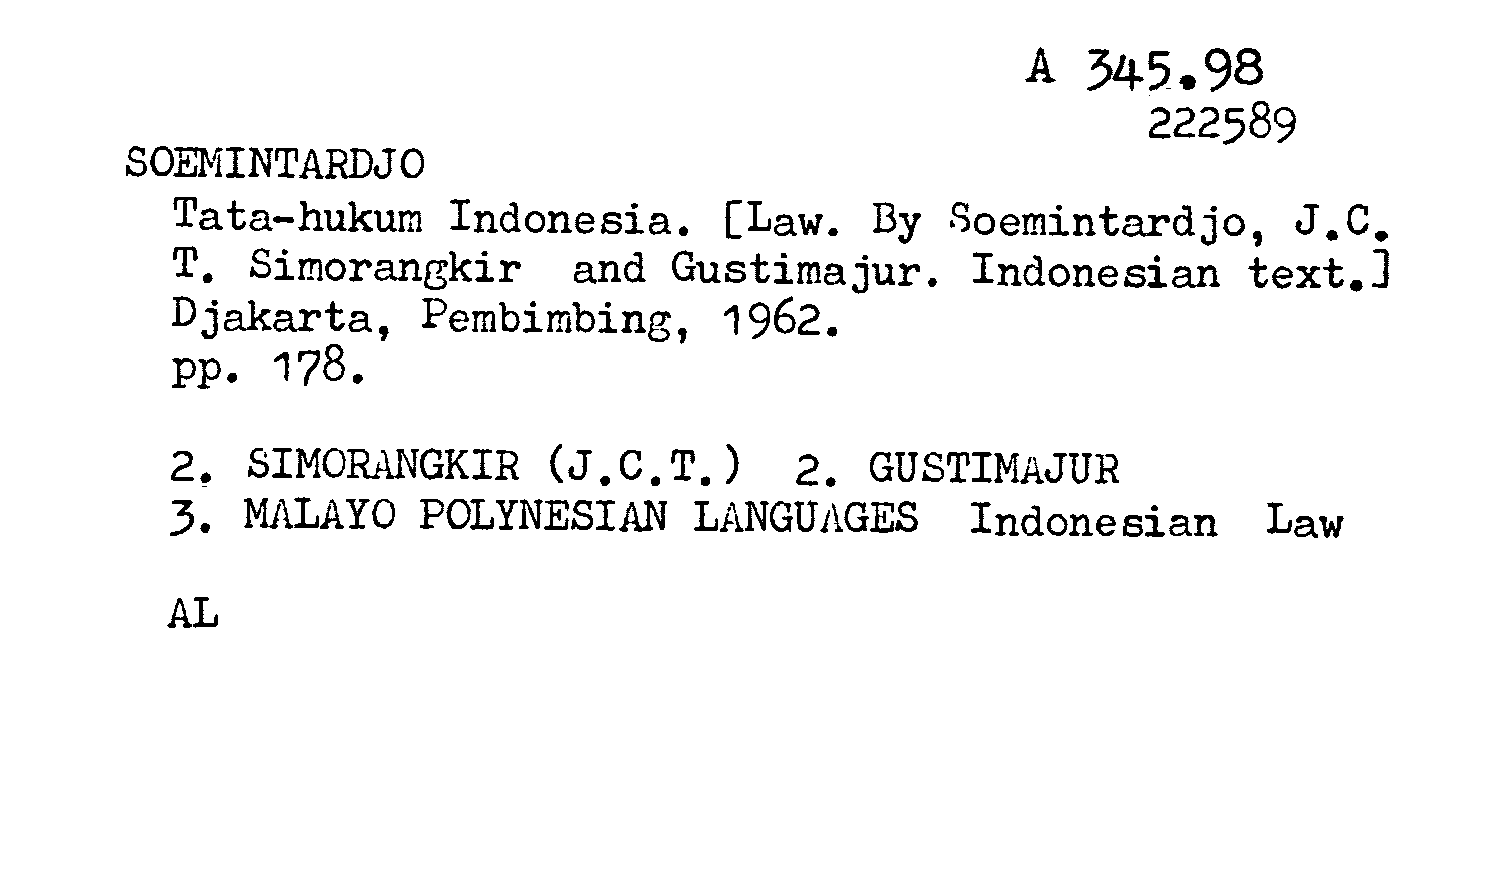 A 345.98
222589
SOEMINTARDJO
Tata-hukum Indonesia. [Law. By Soemintardjo, J.C.
T. Simorangkir and Gustimajur. Indonesian text.]
Djakarta, Pembimbing, 1962.
pp. 178.
2. SIMORANGKIR (J.C.T.) 2. GUSTIMAJUR
3. MALAYO POLYNESIAN LANGUAGES Indonesian Law
AL